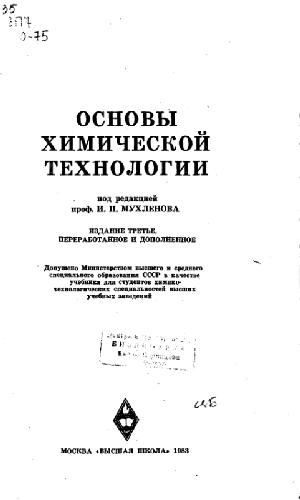 35
З17
О-75
ОСНОВЫ
ХИМИЧЕСКОЙ
ТЕХНОЛОГИИ
под редакцией
проф. И. П. МУХЛЕНОВА
ИЗДАНИЕ ТРЕТЬЕ,
ПЕРЕРАБОТАННОЕ И ДОПОЛНЕННОЕ
Допущено Министерством высшего и среднего
специального образования СССР в качестве
учебника для студентов химико-
технологических специальностей высших
учебных заведений
МОСКВА «ВЫСШАЯ ШКОЛА» 1983